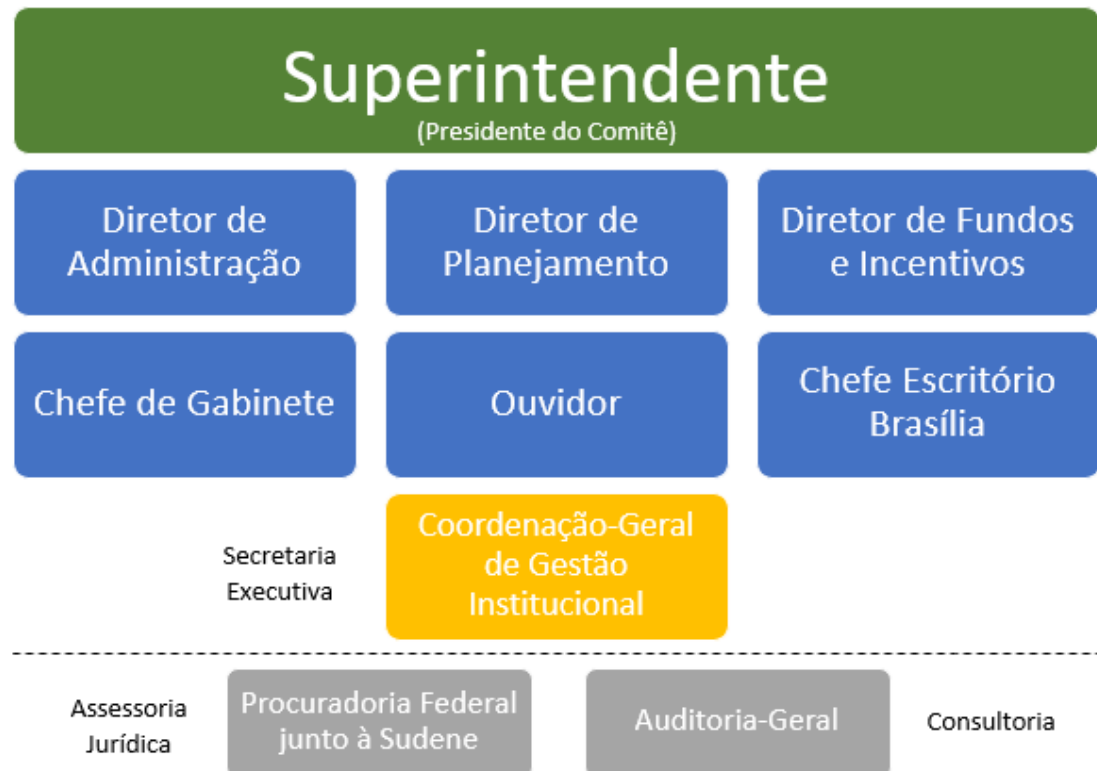 Superintendente
(Presidente do Comitê)
Diretor de
Administração
Diretor de
Planejamento
Diretor de Fundos
e Incentivos
Chefe de Gabinete
Ouvidor
Chefe Escritório
Brasília
Secretaria
Executiva
Coordenação-Geral
de Gestão
Institucional
Assessoria
Jurídica
Procuradoria Federal
junto à Sudene
Auditoria-Geral
Consultoria